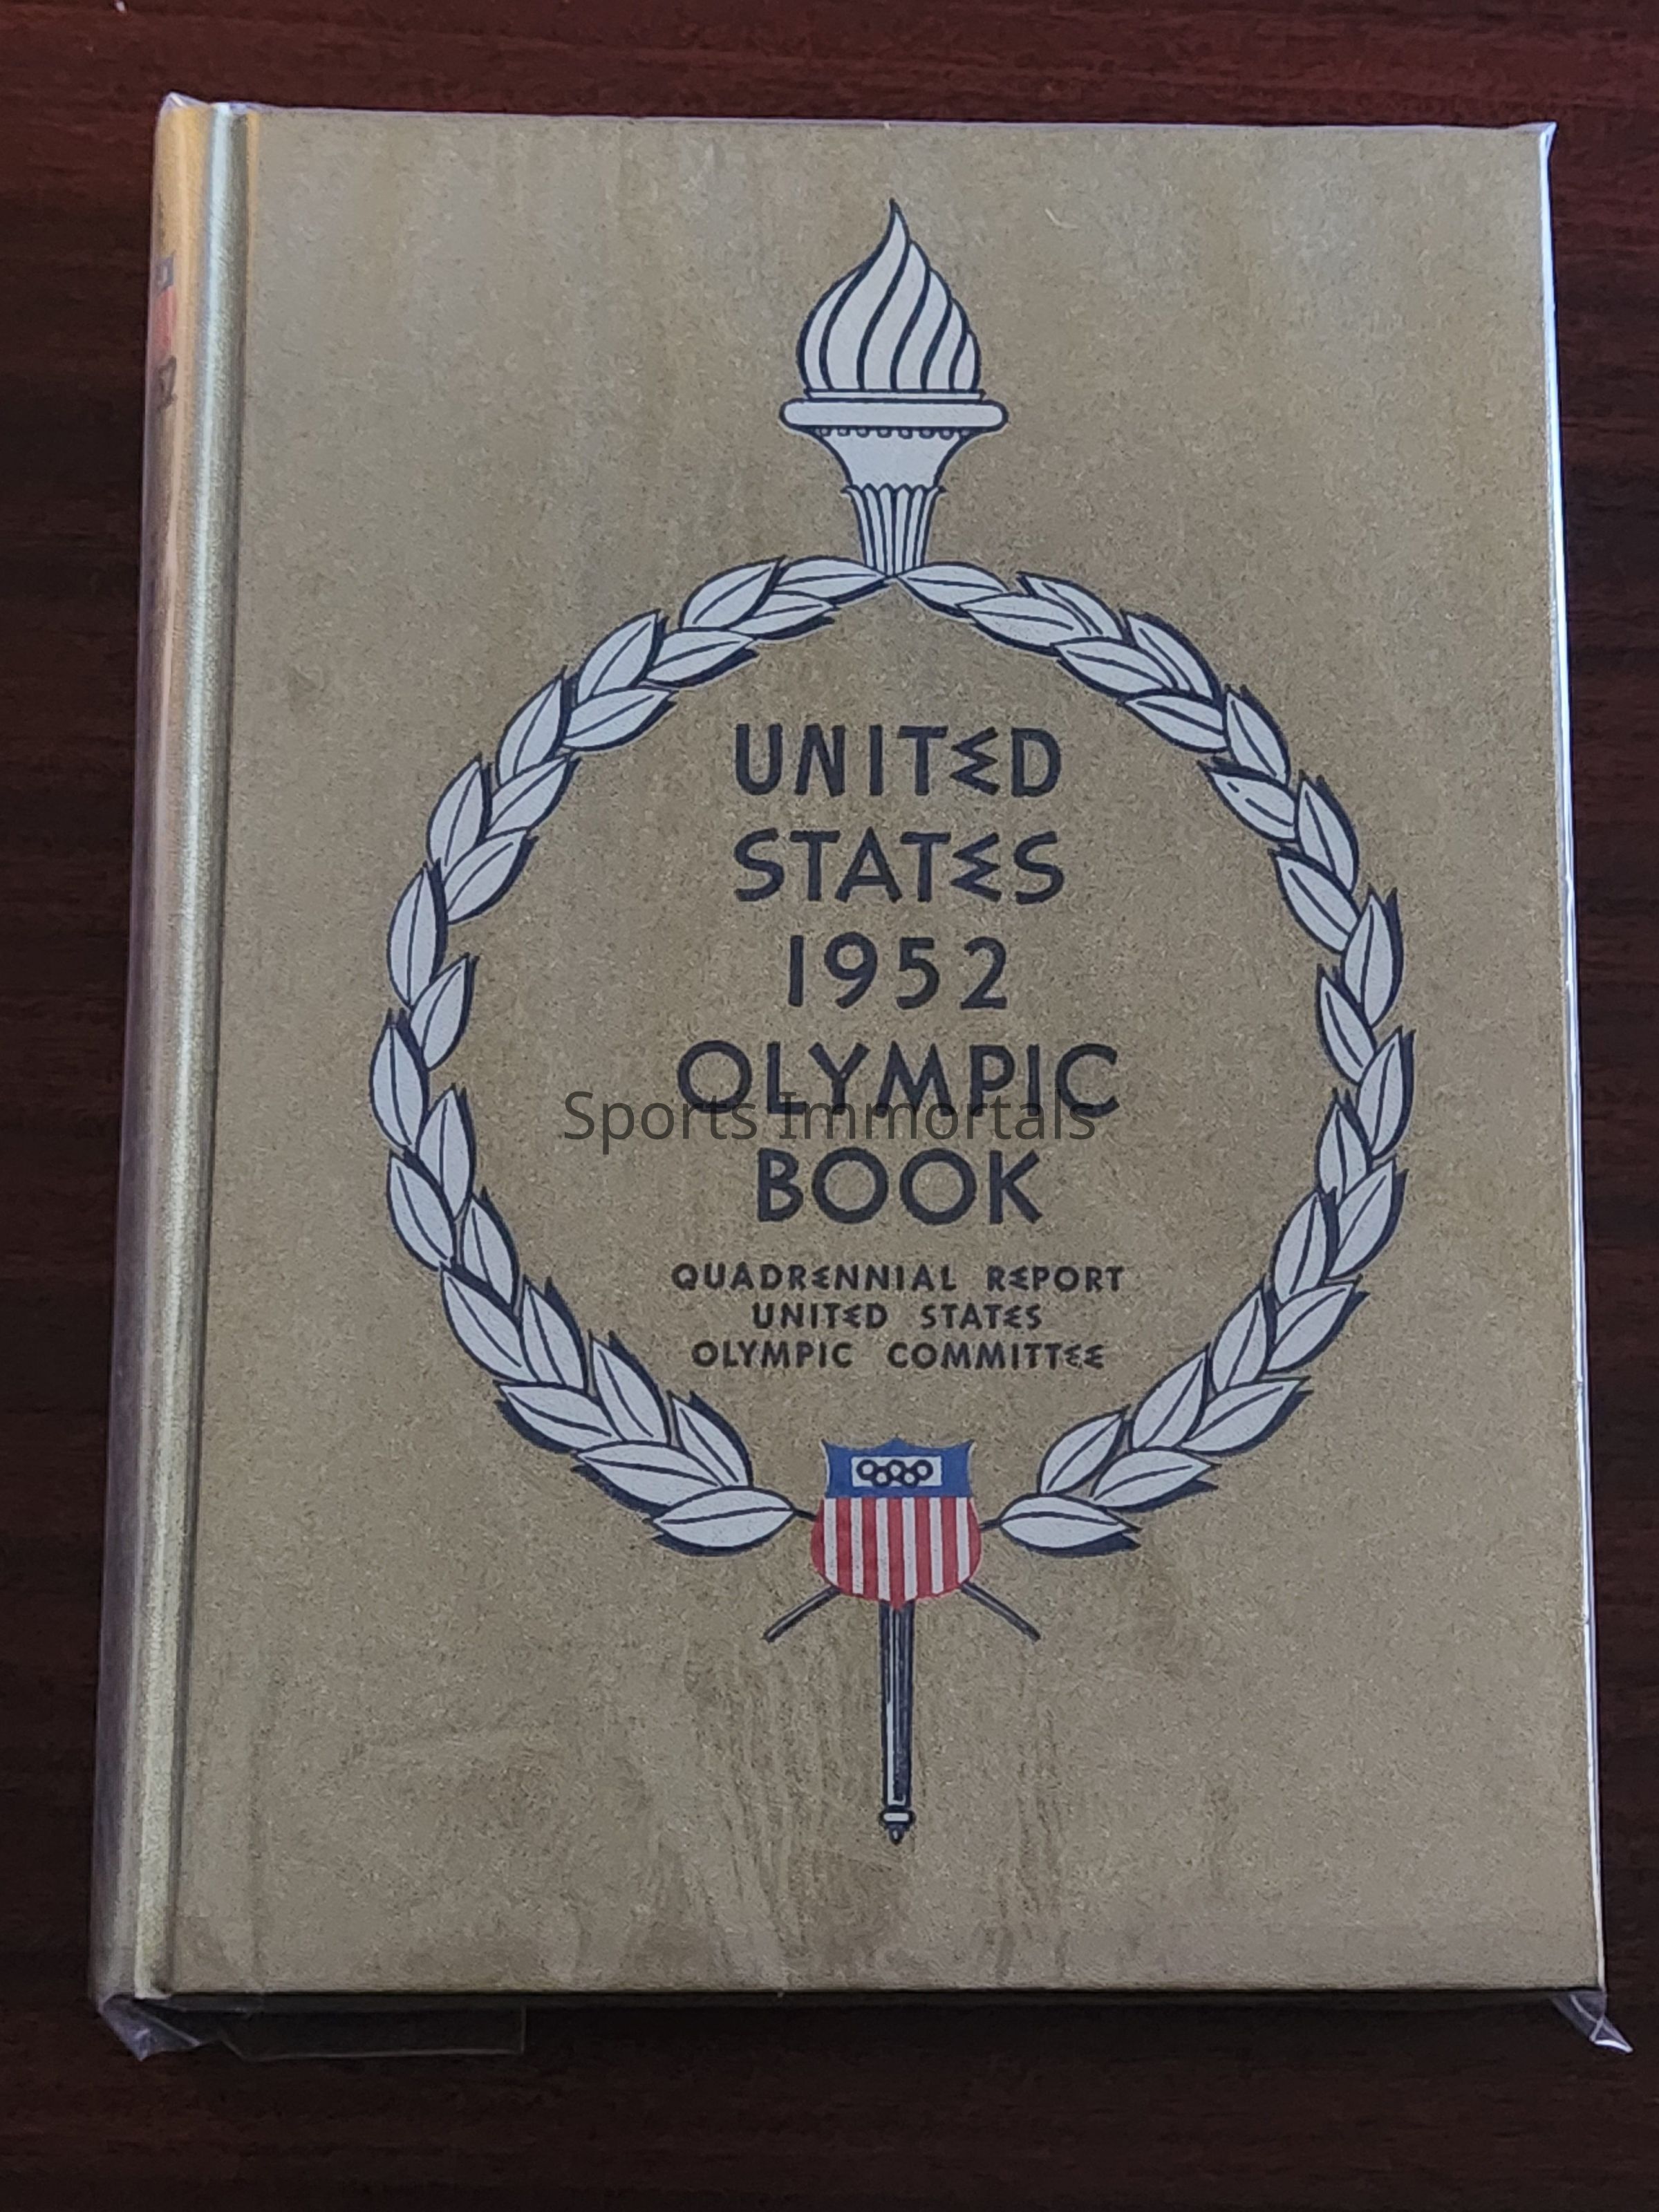 UNITED
STATES
1952
OLYMPIC
Sports Immortals
BOOK
QUADRENNIAL REPORT
UNITED STATES
OLYMPIC COMMITTEE